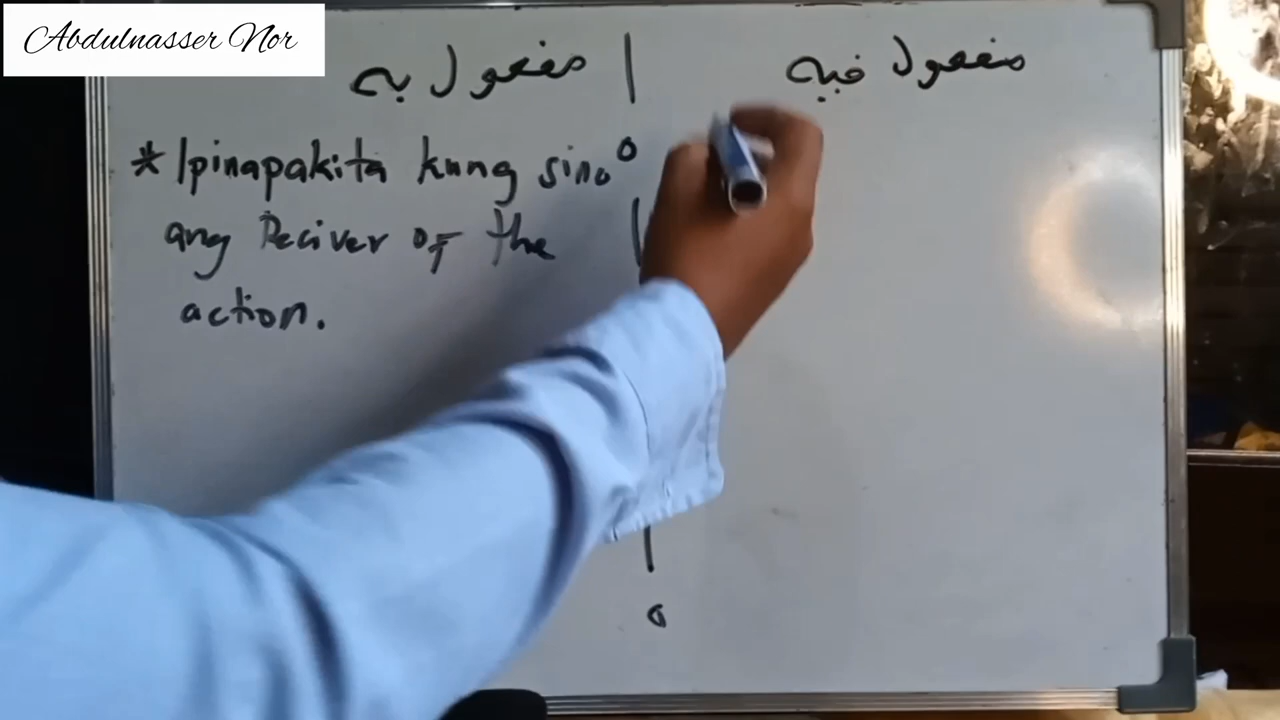 Abdulnasser Nor
مفعول به
مفعول فيه
* Ipinapakita kung sino
ang Reciver of the
action.